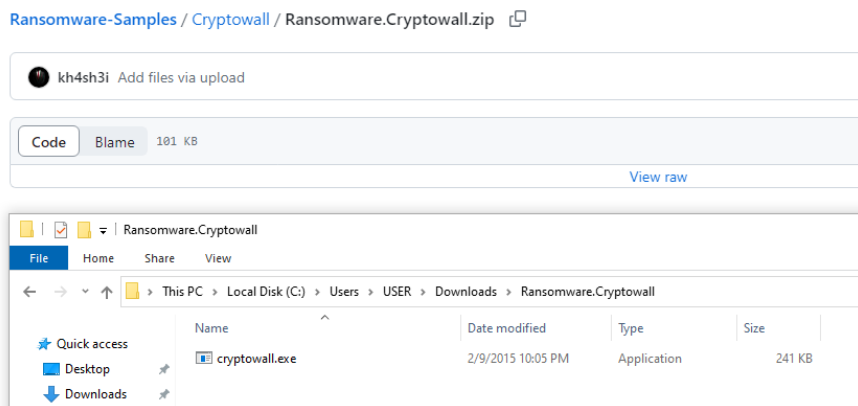 Ransomware-Samples / Cryptowall / Ransomware.Cryptowall.zip
kh4sh3i Add files via upload
Code Blame 101 KB
View raw
Ransomware.Cryptowall
File Home Share View
This PC > Local Disk (C:) > Users > USER > Downloads > Ransomware.Cryptowall
Name Date modified Type Size
Quick access
cryptowall.exe 2/9/2015 10:05 PM Application 241 KB
Desktop
Downloads